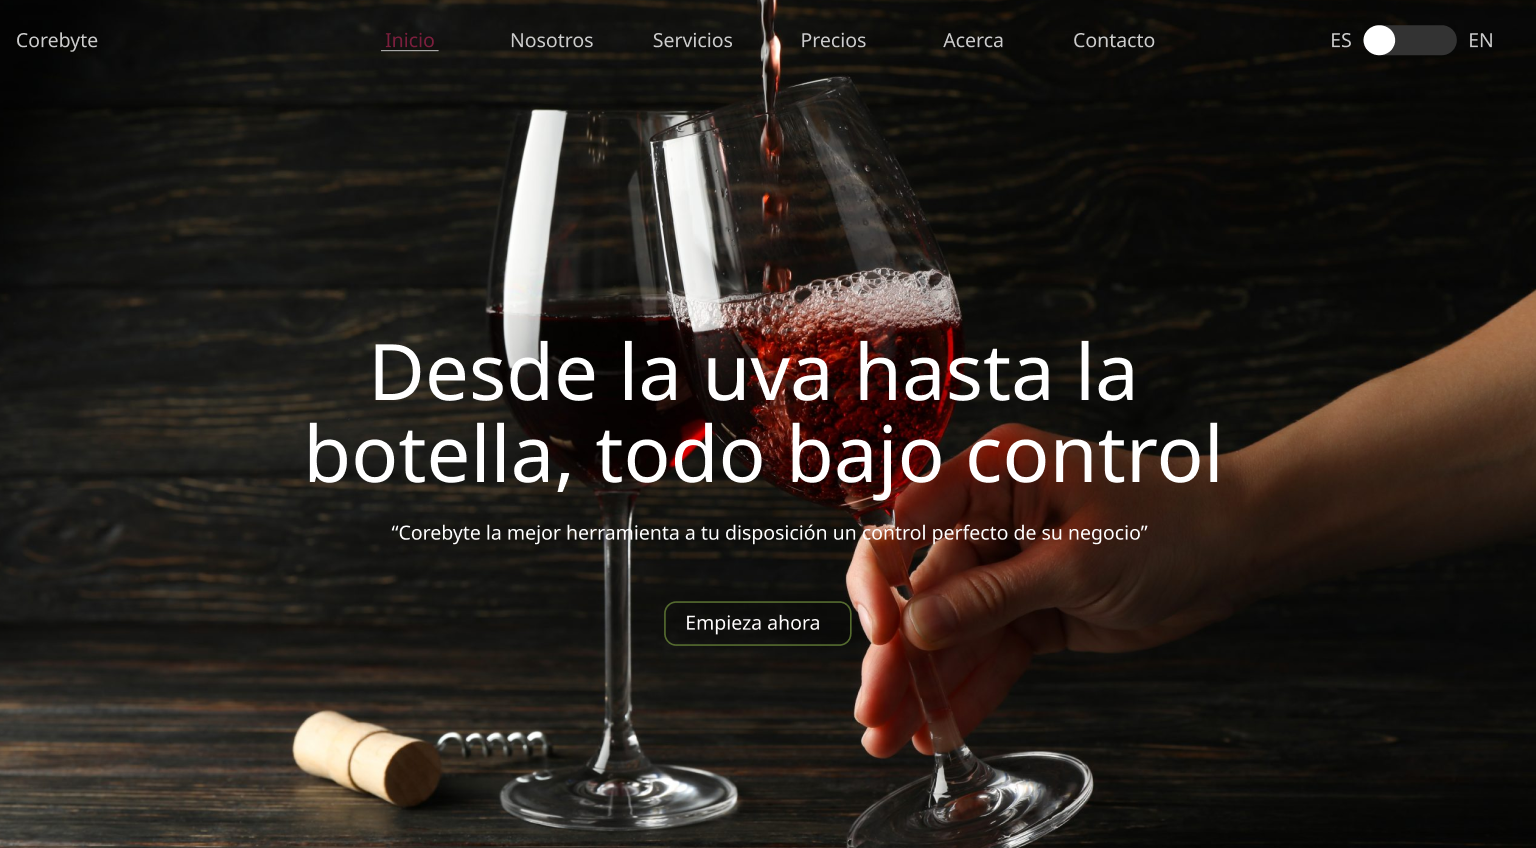 Corebyte
Inicio
Nosotros
Servicios
Precios
Acerca
Contacto
ES
EN
Desde la uva hasta la
botella, todo bajo control
“Corebyte la mejor herramienta a tu disposición un control perfecto de su negocio”
Empieza ahora